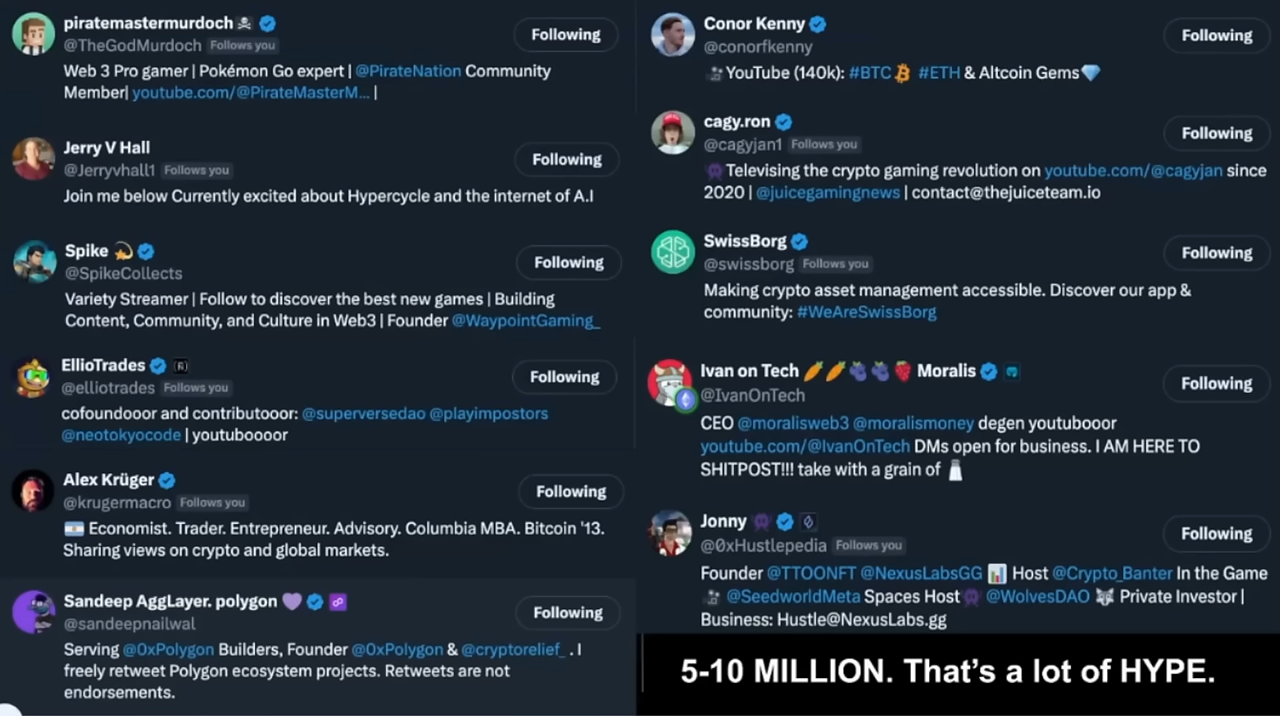 piratemastermurdoch ☠
@TheGodMurdoch Follows you
Following
Web 3 Pro gamer | Pokémon Go expert | @PirateNation Community
Member| youtube.com/@PirateMasterM... |
Jerry V Hall
@Jerryvhall1 Follows you
Following
Join me below Currently excited about Hypercycle and the internet of A.I
Spike 💫
@SpikeCollects
Following
Variety Streamer | Follow to discover the best new games | Building
Content, Community, and Culture in Web3 | Founder @WaypointGaming_
EllioTrades
@elliotrades Follows you
Following
cofoundooor and contributooor: @superversedao @playimpostors
@neotokyocode | youtuboooor
Alex Krüger
@krugermacro Follows you
Following
🇦🇷 Economist. Trader. Entrepreneur. Advisory. Columbia MBA. Bitcoin '13.
Sharing views on crypto and global markets.
Sandeep AggLayer. polygon 💜
@sandeepnailwal
Following
Serving @0xPolygon Builders, Founder @0xPolygon & @cryptorelief_ . I
freely retweet Polygon ecosystem projects. Retweets are not
endorsements.
Conor Kenny
@conorfkenny
Following
🎥YouTube (140k): #BTC #ETH & Altcoin Gems💎
cagy.ron
@cagyjan1 Follows you
Following
👾Televising the crypto gaming revolution on youtube.com/@cagyjan since
2020 | @juicegamingnews | contact@thejuiceteam.io
SwissBorg
@swissborg Follows you
Following
Making crypto asset management accessible. Discover our app &
community: #WeAreSwissBorg
Ivan on Tech 🥕🥕🫐🫐🍓 Moralis
@IvanOnTech
Following
CEO @moralisweb3 @moralismoney degen youtubooor
youtube.com/@IvanOnTech DMs open for business. I AM HERE TO
SHITPOST!!! take with a grain of 🧂
Jonny 👾
@0xHustlepedia Follows you
Following
Founder @TTOONFT @NexusLabsGG 📊 Host @Crypto_Banter In the Game
🎥 @SeedworldMeta Spaces Host👾 @WolvesDAO 🐺 Private Investor |
Business: Hustle@NexusLabs.gg
5-10 MILLION. That's a lot of HYPE.